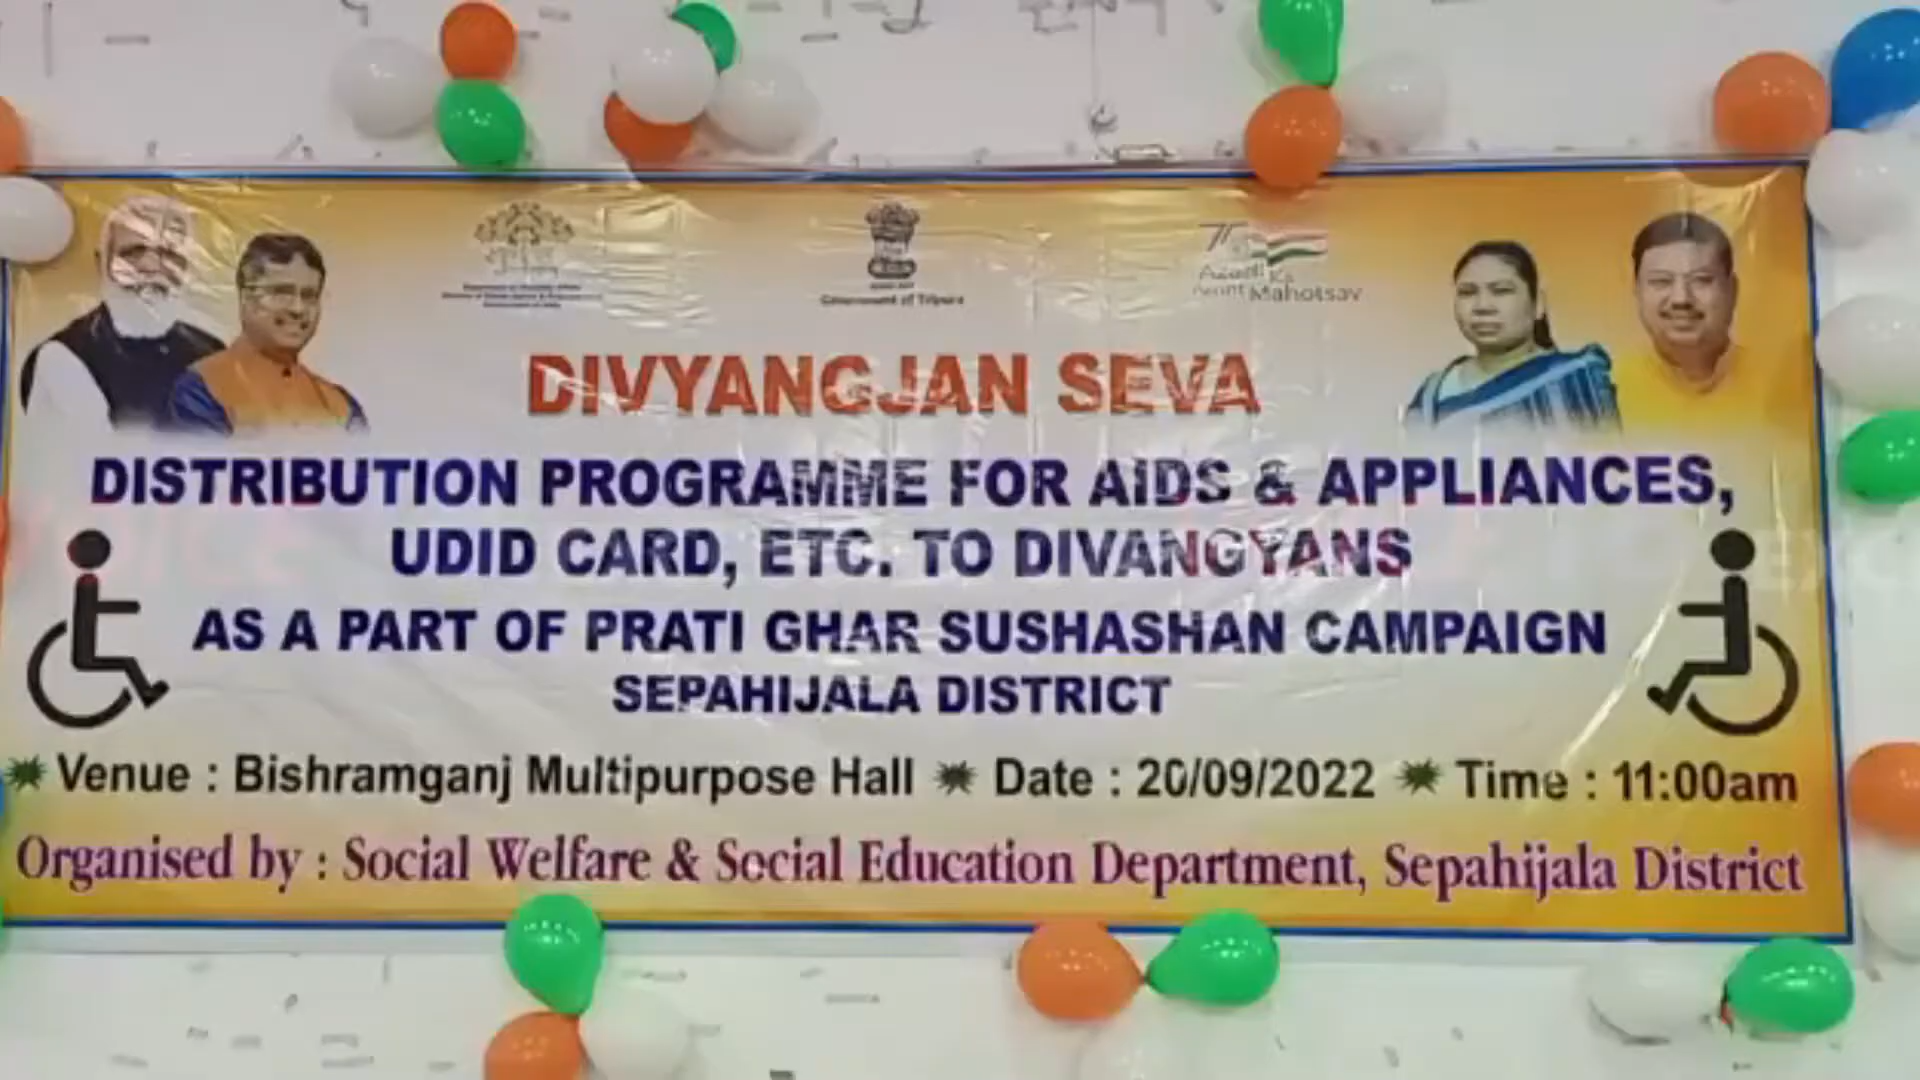 Government of Tripura
Azadi Ka
Amrit Mahotsav
DIVYANGJAN SEVA
DISTRIBUTION PROGRAMME FOR AIDS & APPLIANCES,
UDID CARD, ETC. TO DIVANGYANS
AS A PART OF PRATI GHAR SUSHASHAN CAMPAIGN
SEPAHIJALA DISTRICT
Venue : Bishramganj Multipurpose Hall Date : 20/09/2022 Time : 11:00am
Organised by : Social Welfare & Social Education Department, Sepahijala District